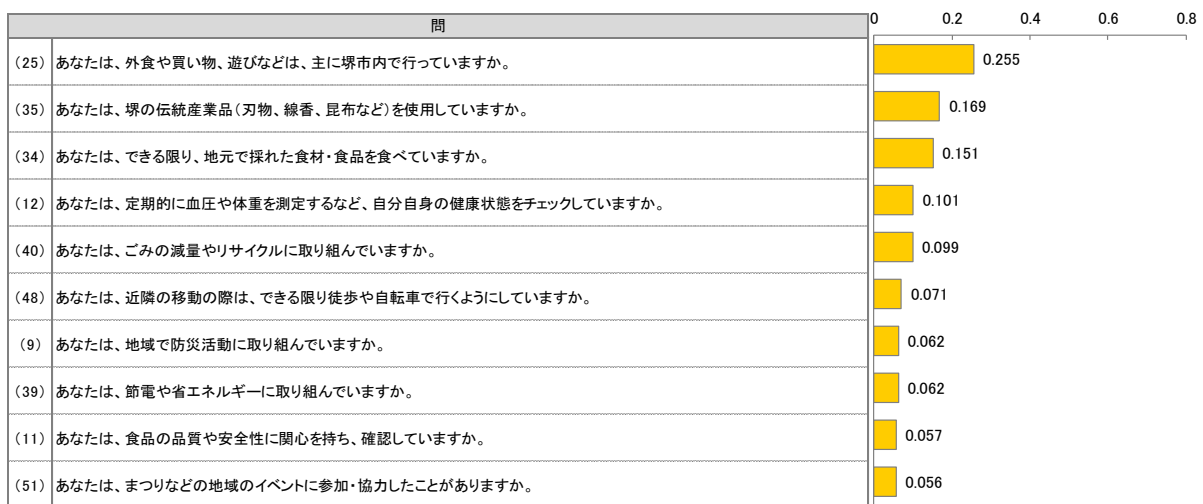 問
0 0.2 0.4 0.6 0.8
(25) あなたは、外食や買い物、遊びなどは、主に堺市内で行っていますか。 0.255
(35) あなたは、堺の伝統産業品(刃物、線香、昆布など)を使用していますか。 0.169
(34) あなたは、できる限り、地元で採れた食材・食品を食べていますか。 0.151
(12) あなたは、定期的に血圧や体重を測定するなど、自分自身の健康状態をチェックしていますか。 0.101
(40) あなたは、ごみの減量やリサイクルに取り組んでいますか。 0.099
(48) あなたは、近隣の移動の際は、できる限り徒歩や自転車で行くようにしていますか。 0.071
(9) あなたは、地域で防災活動に取り組んでいますか。 0.062
(39) あなたは、節電や省エネルギーに取り組んでいますか。 0.062
(11) あなたは、食品の品質や安全性に関心を持ち、確認していますか。 0.057
(51) あなたは、まつりなどの地域のイベントに参加・協力したことがありますか。 0.056